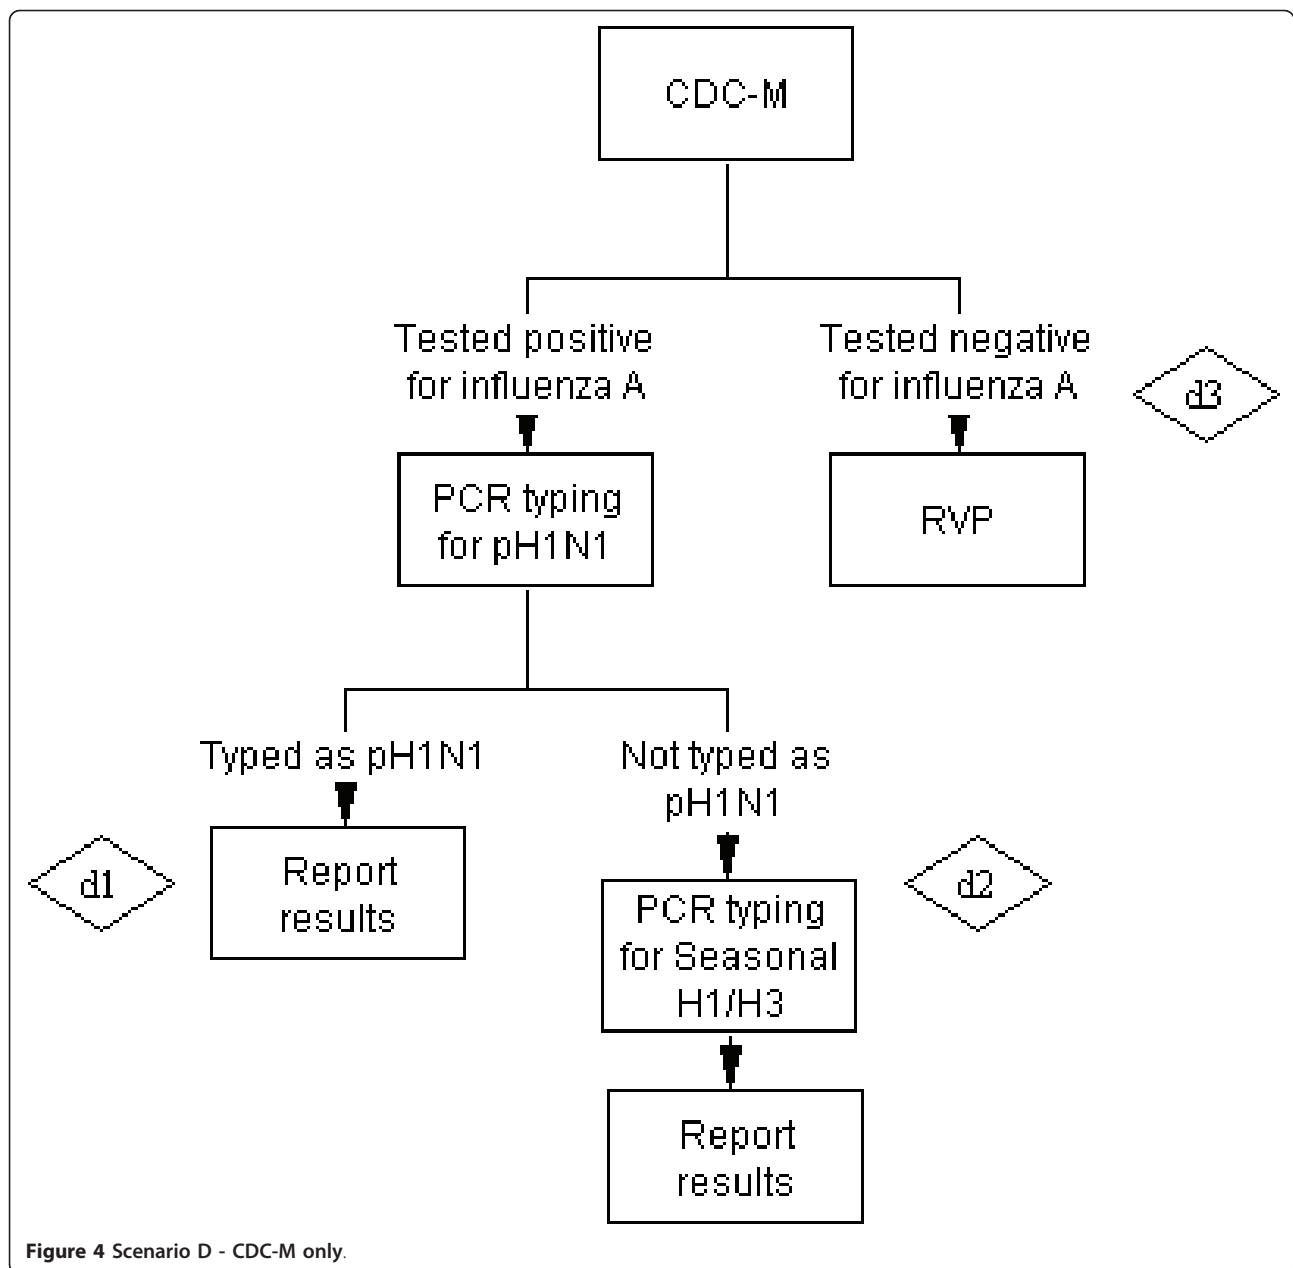 CDC-M
Tested positive
for influenza A
Tested negative
for influenza A
d3
PCR typing
for pH1N1
RVP
Typed as pH1N1
Not typed as
pH1N1
d1
Report
results
d2
PCR typing
for Seasonal
H1/H3
Report
results
Figure 4 Scenario D - CDC-M only.